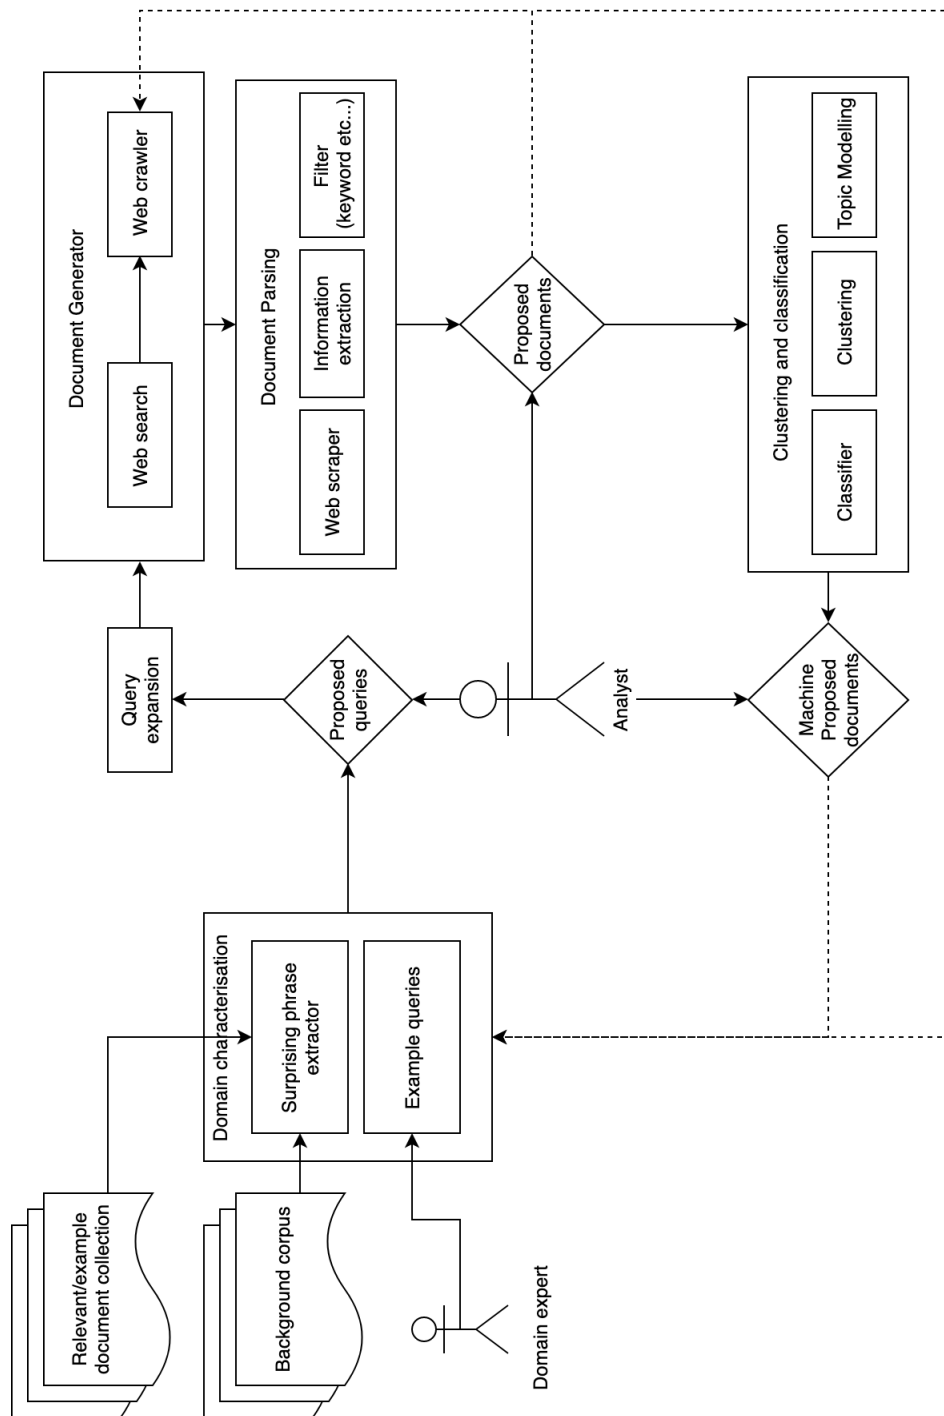 Relevant/example
document collection
Background corpus
Domain expert
Domain characterisation
Surprising phrase
extractor
Example queries
Proposed
queries
Query
expansion
Analyst
Document Generator
Web search
Web crawler
Document Parsing
Web scraper
Information
extraction
Filter
(keyword etc...)
Proposed
documents
Clustering and classification
Classifier
Clustering
Topic Modelling
Machine
Proposed
documents